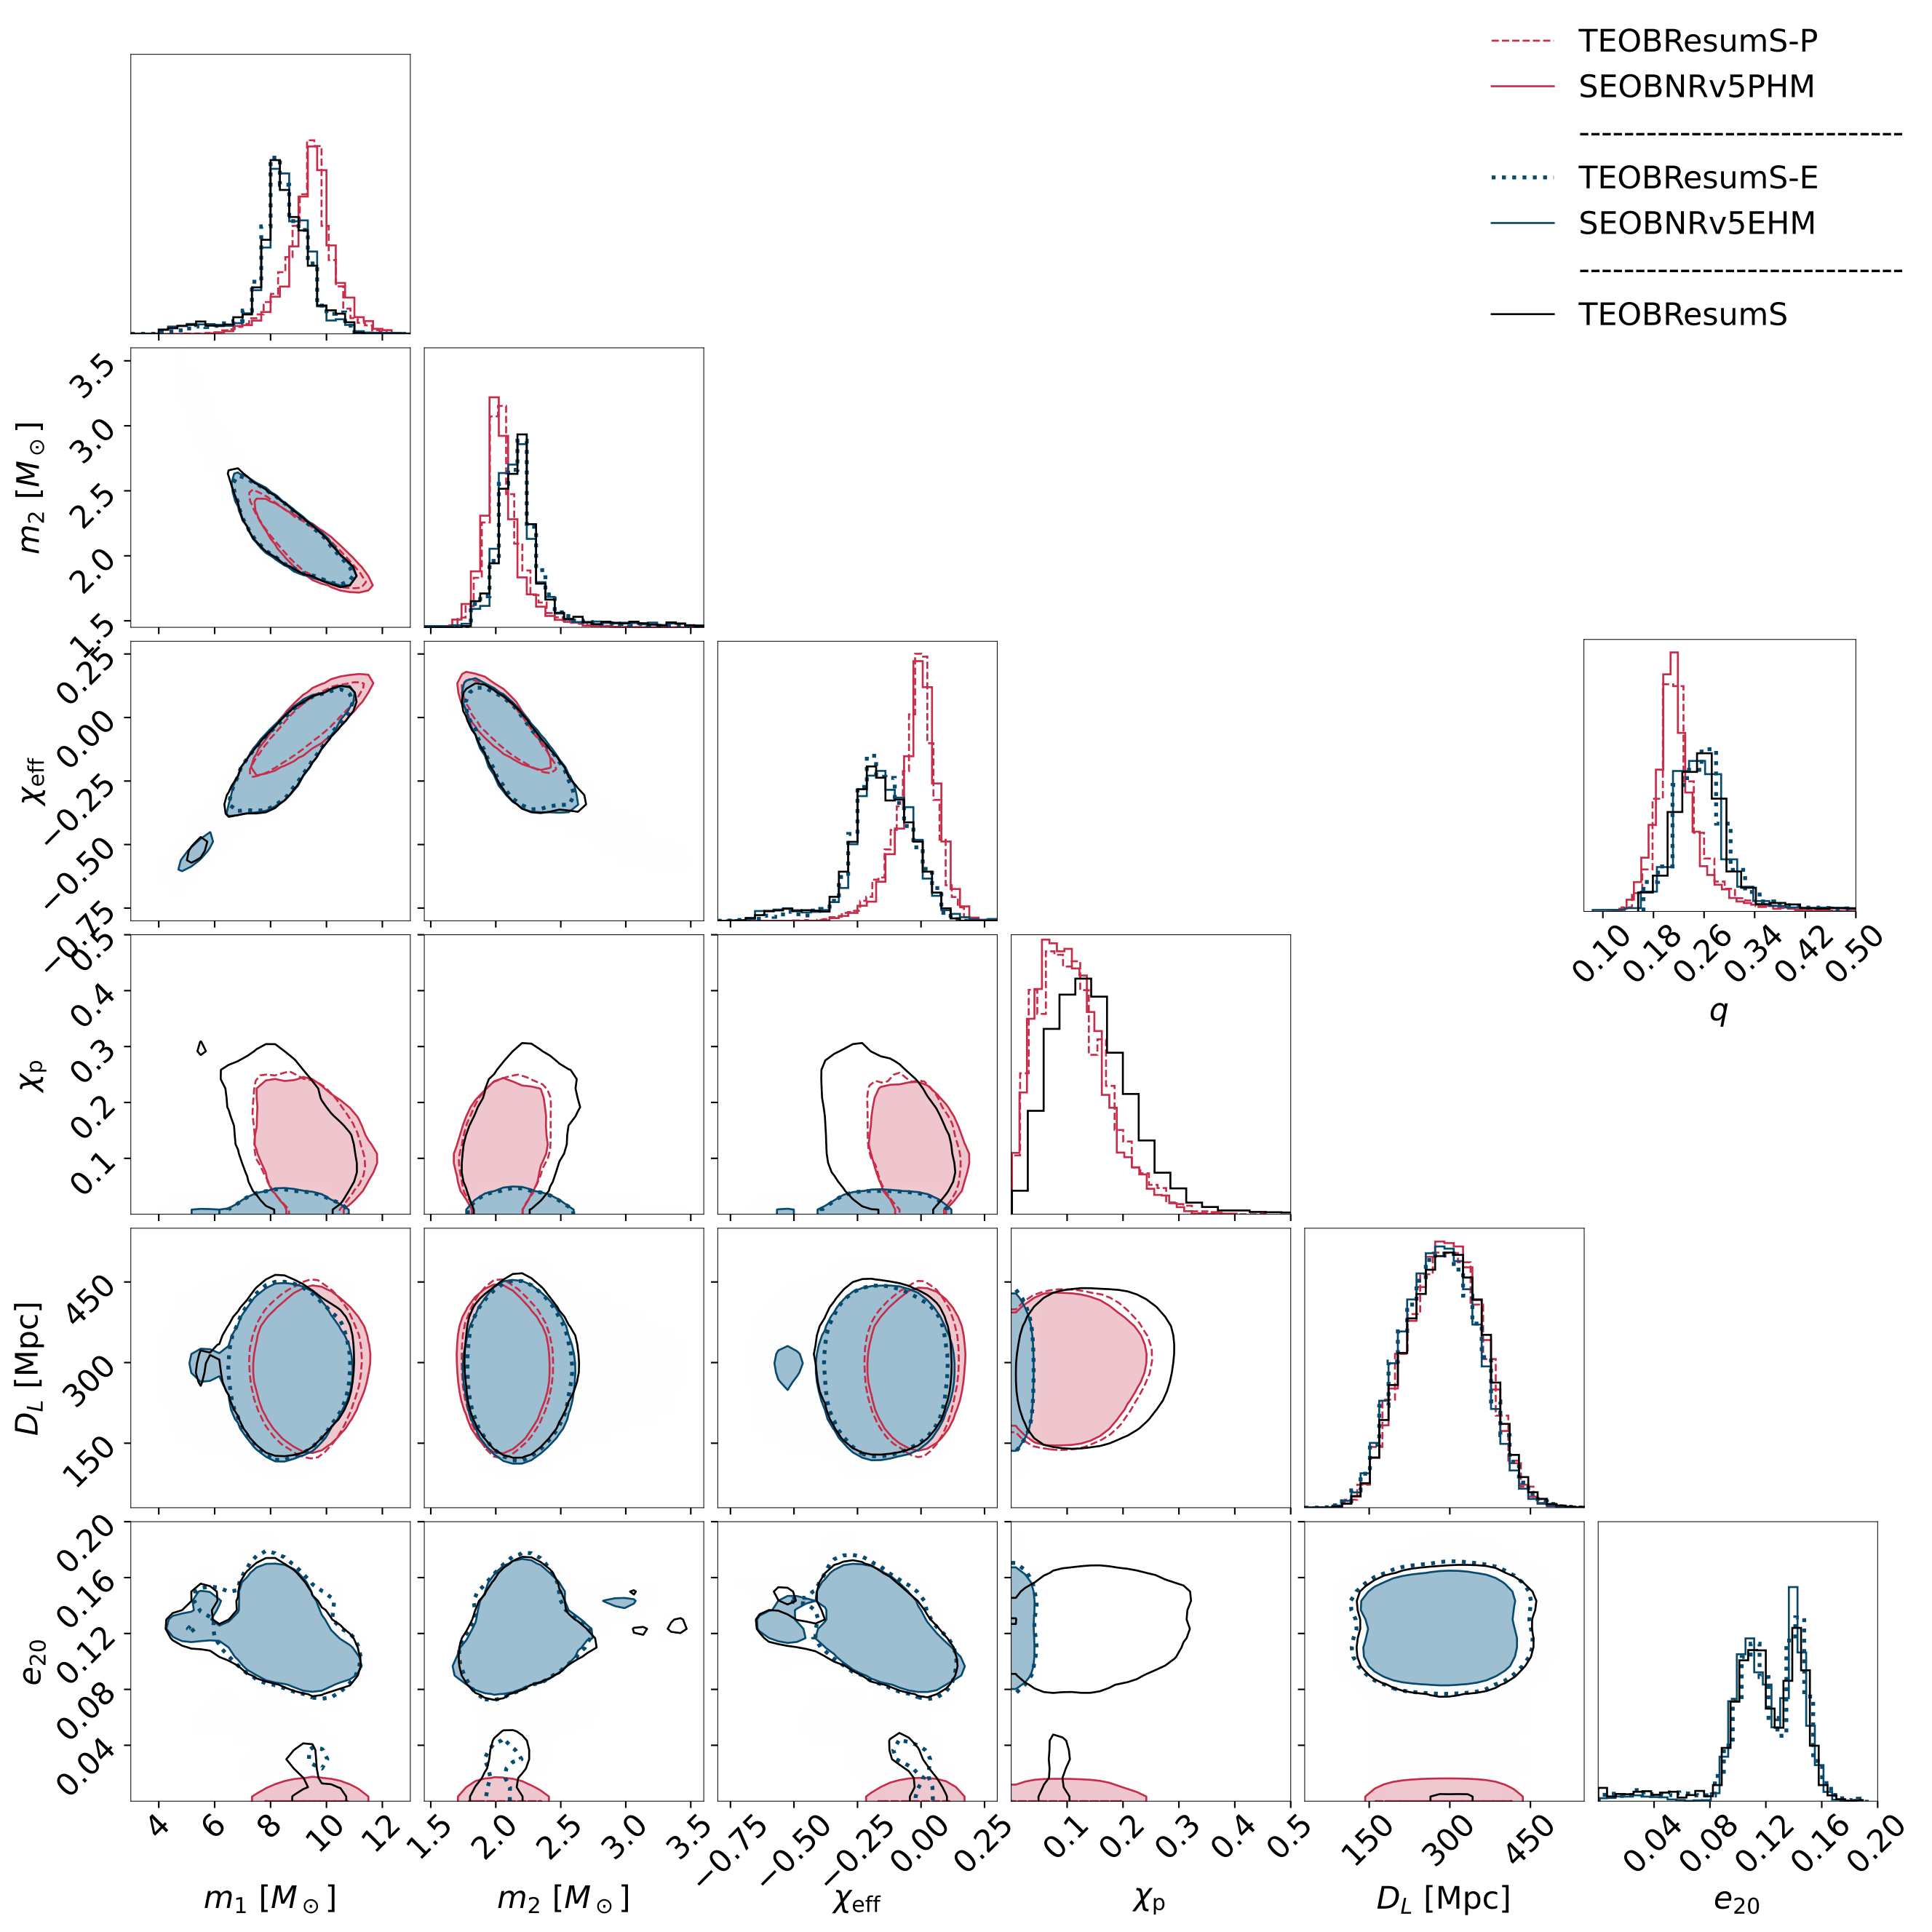 TEOBResumS-P
SEOBNRv5PHM
------------------------------
TEOBResumS-E
SEOBNRv5EHM
------------------------------
TEOBResumS
3.5
3.0
2.5
2.0
1.5
m₂ [M⊙]
0.25
0.00
−0.25
−0.50
−0.75
χeff
0.10 0.18 0.26 0.34 0.42 0.50
q
0.5
0.4
0.3
0.2
0.1
χp
450
300
150
D_L [Mpc]
0.20
0.16
0.12
0.08
0.04
e₂₀
4 6 8 10 12
1.5 2.0 2.5 3.0 3.5
−0.75 −0.50 −0.25 0.00 0.25
0.1 0.2 0.3 0.4 0.5
150 300 450
0.04 0.08 0.12 0.16 0.20
m₁ [M⊙] m₂ [M⊙] χeff χp D_L [Mpc] e₂₀